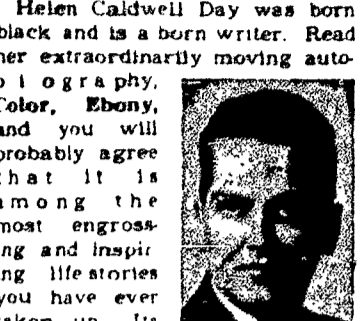 Helen Caldwell Day was born
black and is a born writer. Read
her extraordinarily moving auto-
b i o g r a p h y,
Color, Ebony,
and you will
probably agree
that it is
among the
most engross-
ing and inspir
ing life stories
you have ever
taken up. Its